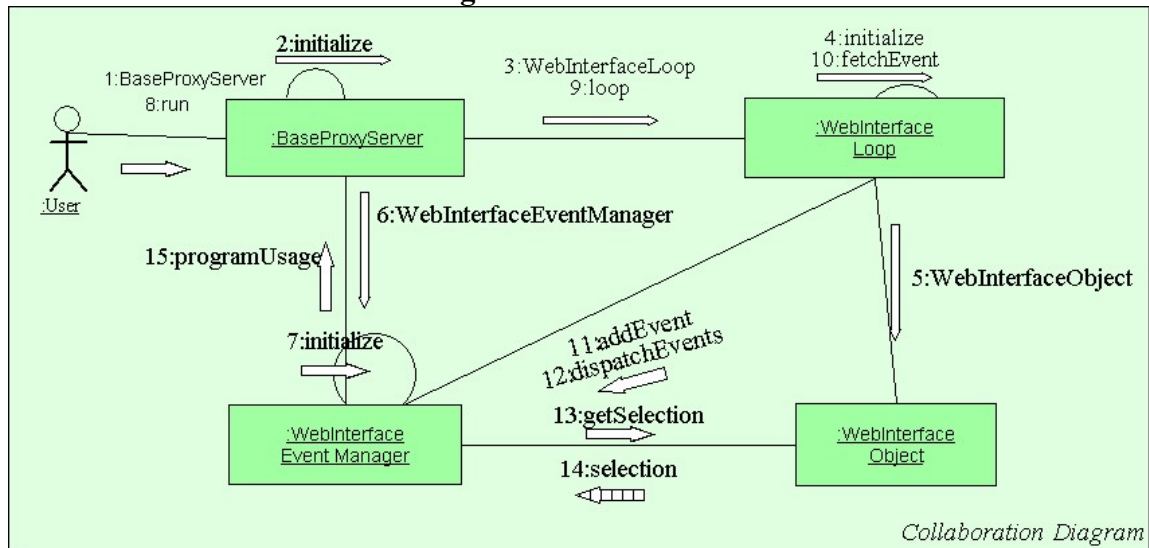 2:initialize
4:initialize
10:fetchEvent
1:BaseProxyServer
8:run
3:WebInterfaceLoop
9:loop
:BaseProxyServer
:WebInterface
Loop
:User
6:WebInterfaceEventManager
15:programUsage
5:WebInterfaceObject
7:initialize
11:addEvent
12:dispatchEvents
13:getSelection
:WebInterface
Event Manager
:WebInterface
Object
14:selection
Collaboration Diagram